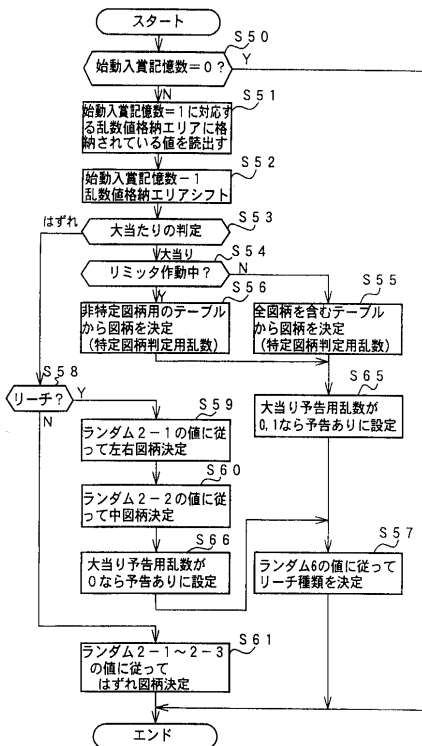 スタート
S50
始動入賞記憶数＝0？
Y
N
S51
始動入賞記憶数＝1に対応す
る乱数値格納エリアに格
納されている値を読出す
S52
始動入賞記憶数－1
乱数値格納エリアシフト
S53
はずれ
大当たりの判定
大当り
S54
リミッタ作動中？
N
Y
S56
非特定図柄用のテーブル
から図柄を決定
(特定図柄判定用乱数)
S55
全図柄を含むテーブル
から図柄を決定
(特定図柄判定用乱数)
S58
リーチ？
Y
N
S59
ランダム2－1の値に従
って左右図柄決定
S65
大当り予告用乱数が
0,1なら予告ありに設定
S60
ランダム2－2の値に従
って中図柄決定
S66
大当り予告用乱数が
0なら予告ありに設定
S57
ランダム6の値に従って
リーチ種類を決定
S61
ランダム2－1～2－3
の値に従って
はずれ図柄決定
エンド